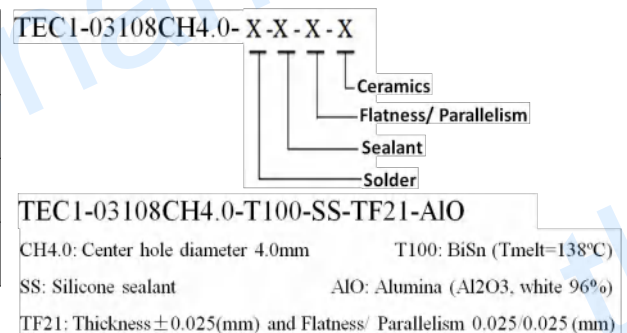 TEC1-03108CH4.0- X -X - X - X
Ceramics
Flatness/ Parallelism
Sealant
Solder
TEC1-03108CH4.0-T100-SS-TF21-AlO
CH4.0: Center hole diameter 4.0mm T100: BiSn (Tmelt=138ºC)
SS: Silicone sealant AlO: Alumina (Al2O3, white 96%)
TF21: Thickness±0.025(mm) and Flatness/ Parallelism 0.025/0.025 (mm)